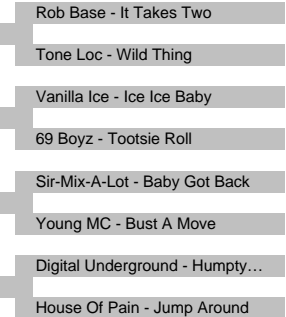 Rob Base - It Takes Two
Tone Loc - Wild Thing
Vanilla Ice - Ice Ice Baby
69 Boyz - Tootsie Roll
Sir-Mix-A-Lot - Baby Got Back
Young MC - Bust A Move
Digital Underground - Humpty…
House Of Pain - Jump Around